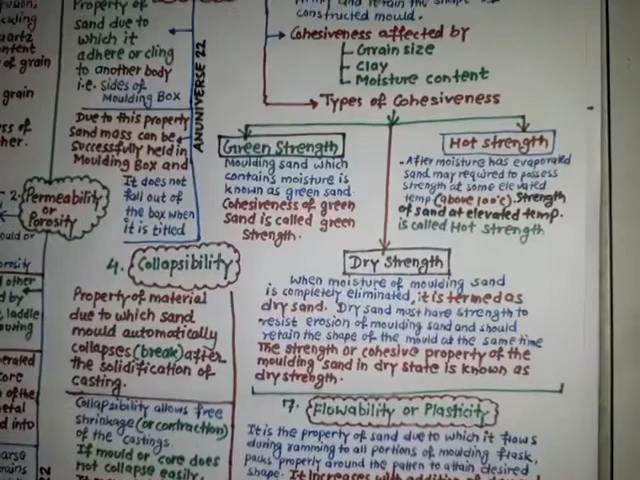 Property of
sand due to
which it
adhere or cling
to another body
i.e. sides of
Moulding Box
Due to this property
Sand mass can be
successfully held in
Moulding Box and
It does not
fall out of
the box when
it is titled
ANUNIVERSE 22
2. Permeability
or
Porosity
4. Collapsibility
Property of material
due to which sand
mould automatically
collapses (break) after
the solidification of
casting.
Collapsibility allows free
shrinkage (or contraction)
of the castings
If mould or core does
not collapse easily,
constructed mould.
Cohesiveness affected by
Grain size
Clay
Moisture content
Types of Cohesiveness
Green Strength
Moulding sand which
contains moisture is
known as green sand.
Cohesiveness of green
sand is called green
Strength.
Hot strength
After moisture has evaporated
sand may required to possess
strength at some elevated
temp (above 100°C). Strength
of sand at elevated temp.
is called Hot strength
Dry Strength
When moisture of moulding sand
is completely eliminated, it is termed as
dry sand. Dry sand must have strength to
resist erosion of moulding sand and should
retain the shape of the mould at the same time
The strength or cohesive property of the
moulding sand in dry state is known as
dry strength.
7. Flowability or Plasticity
It is the property of sand due to which it flows
during ramming to all portions of moulding flask,
packs properly around the patten to attain desired
shape. It increases with addition of